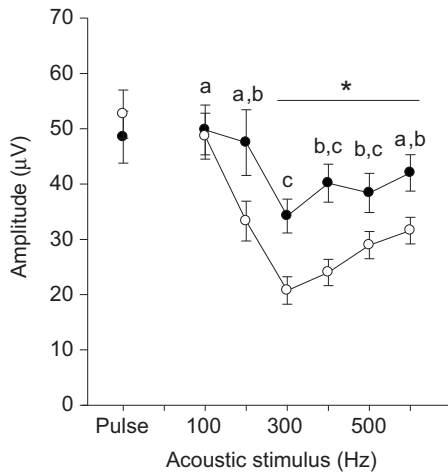 70
60
50
40
30
20
10
0
Amplitude (μV)
a
a,b
c
b,c
b,c
a,b
*
Pulse
100
300
500
Acoustic stimulus (Hz)